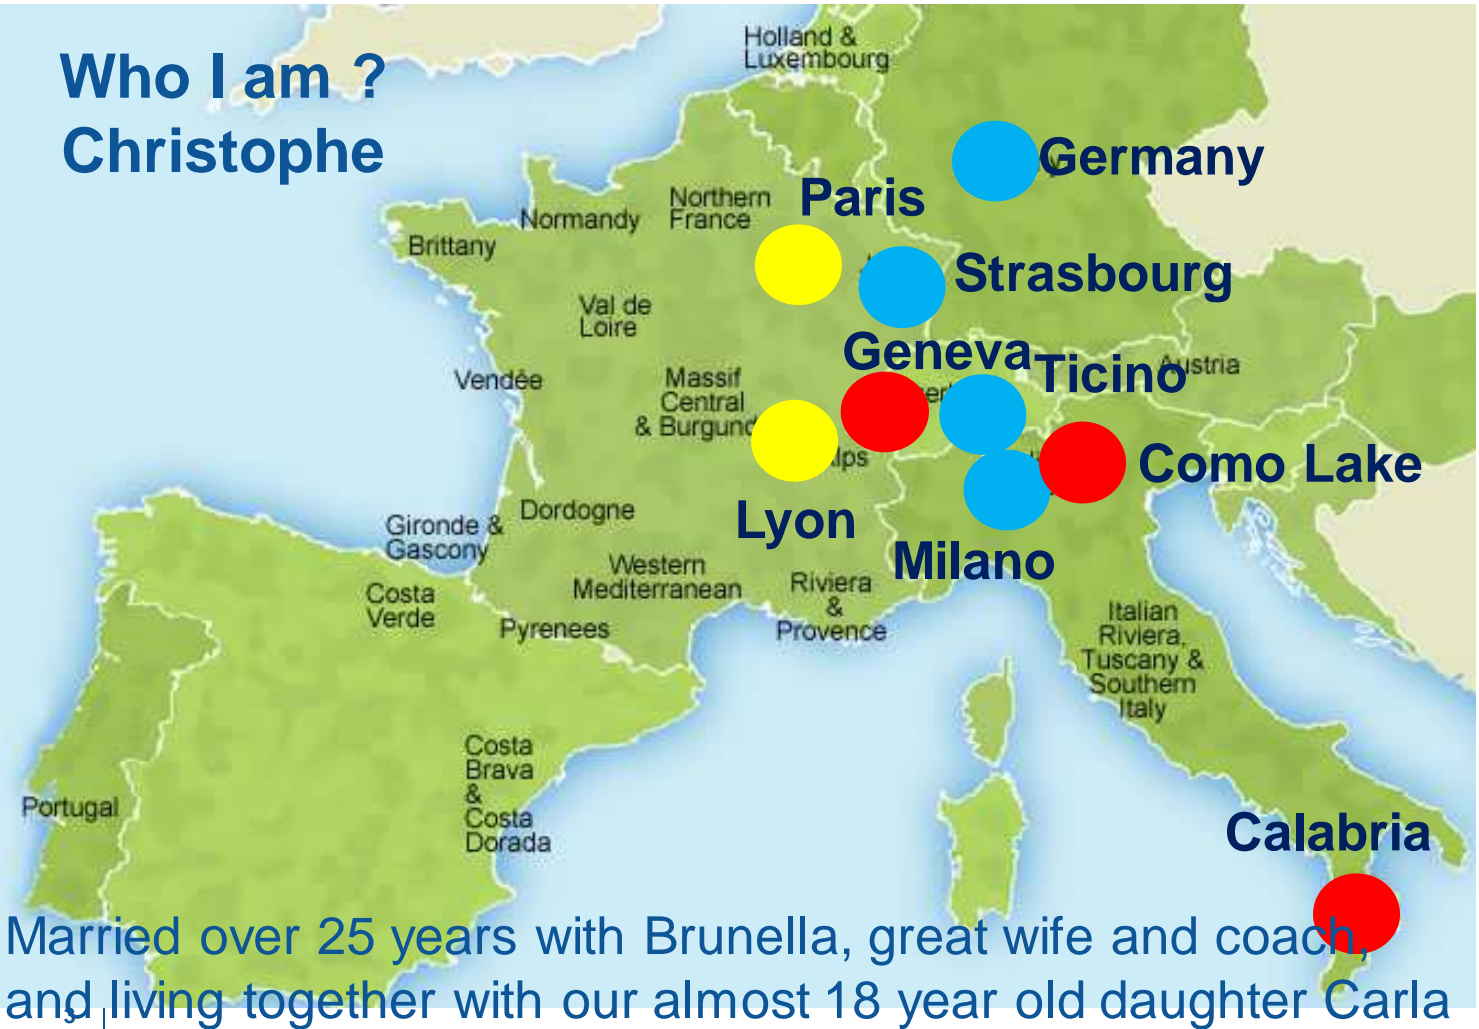 Who I am ?
Christophe
Holland &
Luxembourg
Germany
Paris
Northern
France
Normandy
Brittany
Strasbourg
Val de
Loire
Geneva
Ticino
Austria
Vendée
Massif
Central
& Burgund
Alps
Como Lake
Lyon
Milano
Dordogne
Gironde &
Gascony
Western
Mediterranean
Riviera
&
Provence
Costa
Verde
Pyrenees
Italian
Riviera,
Tuscany &
Southern
Italy
Costa
Brava
&
Costa
Dorada
Portugal
Calabria
Married over 25 years with Brunella, great wife and coach,
and living together with our almost 18 year old daughter Carla
3 |